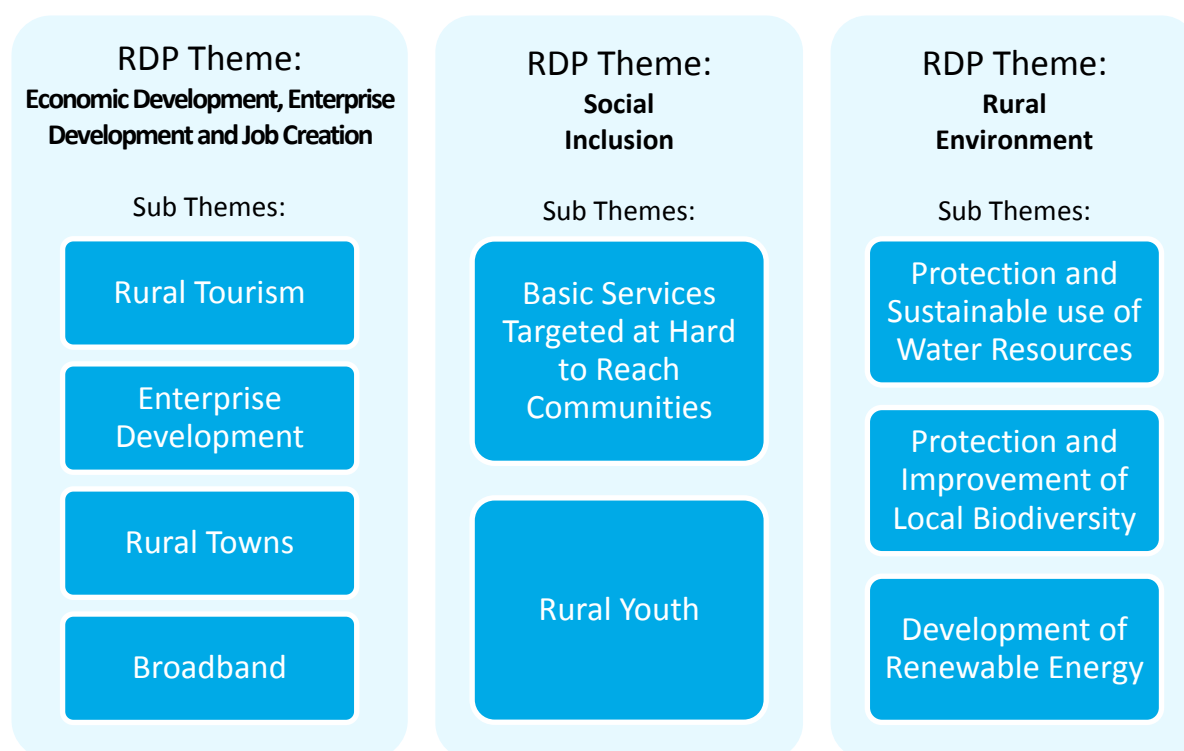 RDP Theme:
Economic Development, Enterprise
Development and Job Creation
Sub Themes:
Rural Tourism
Enterprise
Development
Rural Towns
Broadband
RDP Theme:
Social
Inclusion
Sub Themes:
Basic Services
Targeted at Hard
to Reach
Communities
Rural Youth
RDP Theme:
Rural
Environment
Sub Themes:
Protection and
Sustainable use of
Water Resources
Protection and
Improvement of
Local Biodiversity
Development of
Renewable Energy